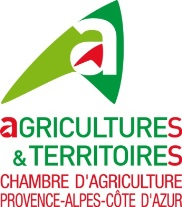 a
aGRICULTURES
& TERRITOIRES
CHAMBRE D'AGRICULTURE
PROVENCE-ALPES-CÔTE D'AZUR